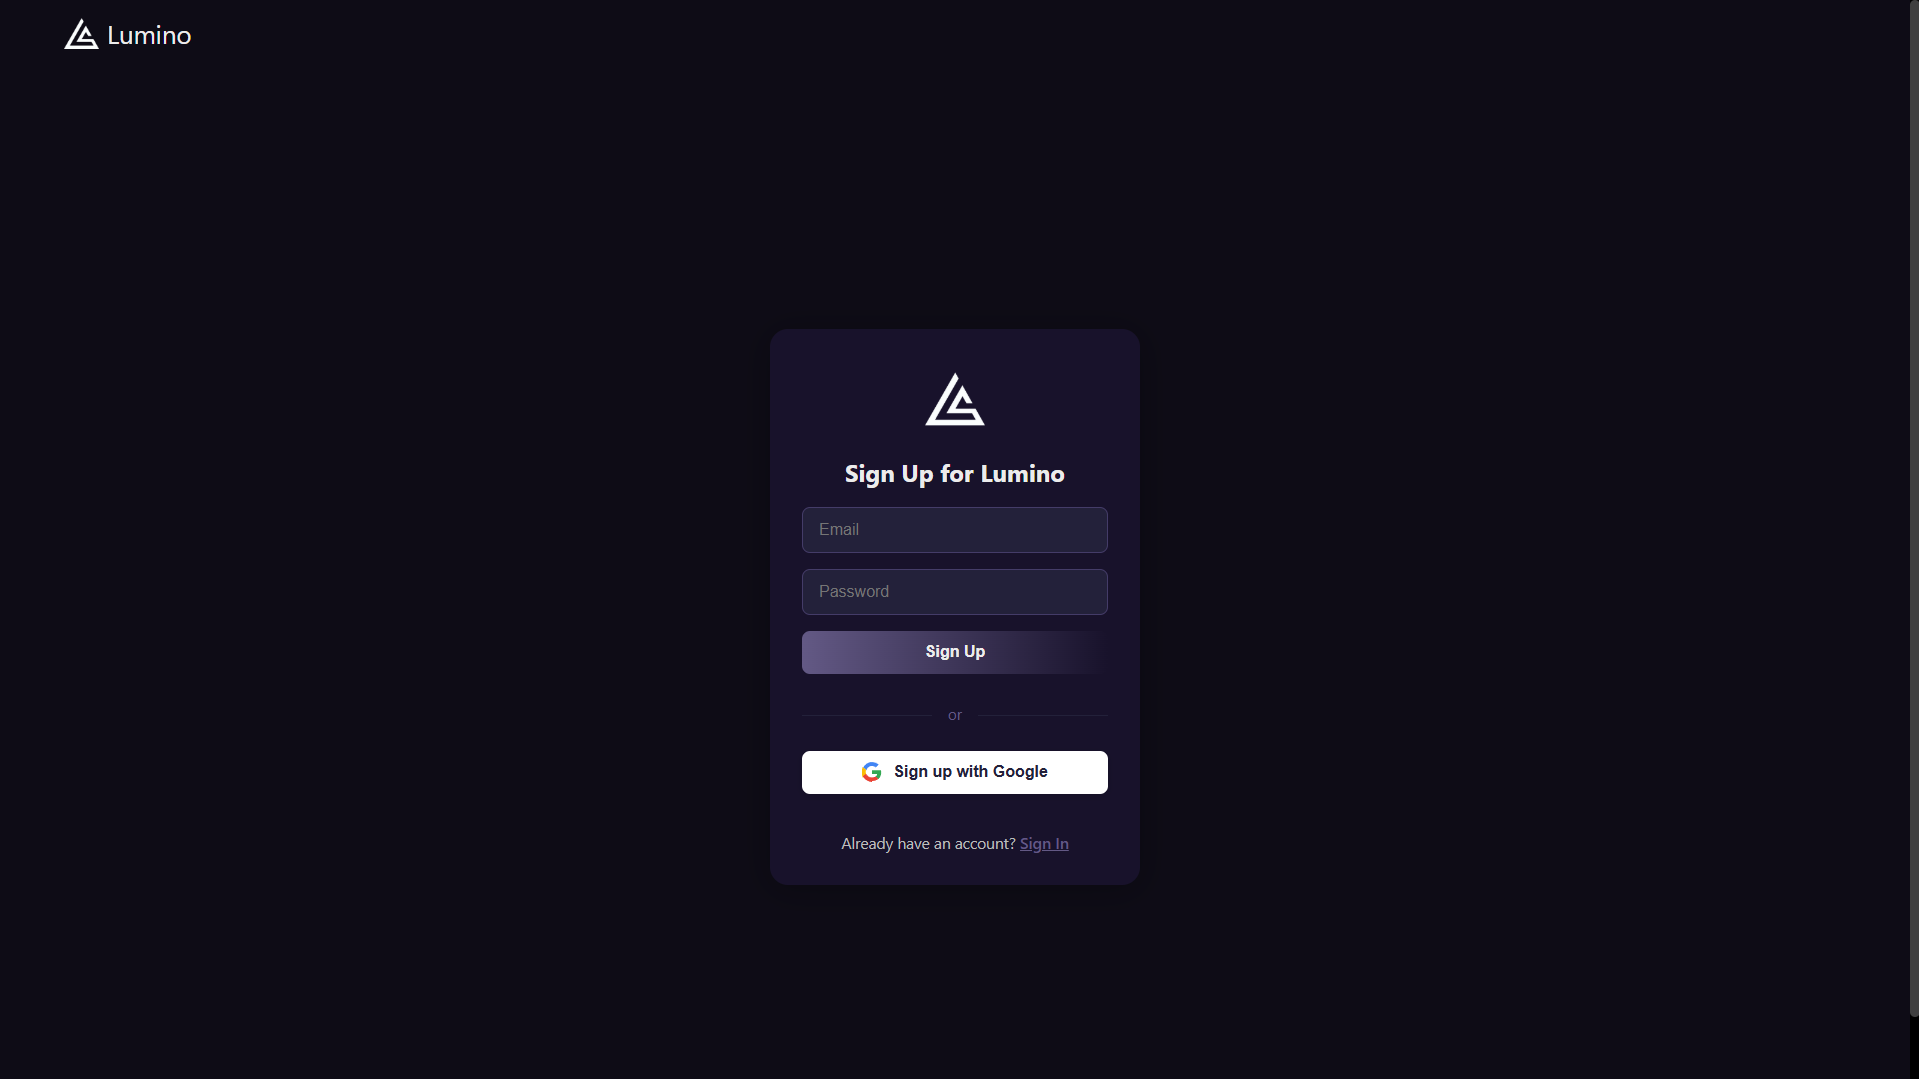 Lumino
Sign Up for Lumino
Email
Password
Sign Up
or
Sign up with Google
Already have an account? Sign In